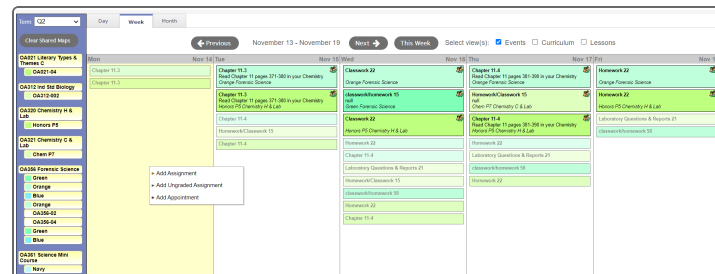 Term: Q2
Day
Week
Month
Clear Shared Maps
Previous
November 13 - November 19
Next
This Week
Select view(s):
Events
Curriculum
Lessons
OA021 Literary Types & Themes C
OA021-04
OA312 Ind Std Biology
OA312-002
OA320 Chemistry H & Lab
Honors P5
OA321 Chemistry C & Lab
Chem P7
OA356 Forensic Science
Green
Orange
Blue
Orange
OA356-02
OA356-04
Green
Blue
OA361 Science Mini Course
Navy
Mon
Nov 14
Chapter 11.3
Chapter 11.3
Add Assignment
Add Ungraded Assignment
Add Appointment
Tue
Nov 15
Chapter 11.3
Read Chapter 11 pages 371-380 in your Chemistry
Orange Forensic Science
Chapter 11.3
Read Chapter 11 pages 371-380 in your Chemistry
Honors P5 Chemistry H & Lab
Chapter 11-4
Homework/Classwork 15
Chapter 11-4
Wed
Nov 16
Classwork 22
Orange Forensic Science
classwork/homework 15
null
Green Forensic Science
Classwork 22
Honors P5 Chemistry H & Lab
Homework 22
Chapter 11-4
Laboratory Questions & Reports 21
Homework/Classwork 15
classwork/homework 58
Homework 22
Chapter 11-4
Thu
Nov 17
Chapter 11-4
Read Chapter 11 pages 381-390 in your Chemistry
Orange Forensic Science
Homework/Classwork 15
null
Chem P7 Chemistry C & Lab
Chapter 11-4
Read Chapter 11 pages 381-390 in your Chemistry
Honors P5 Chemistry H & Lab
Homework 22
Laboratory Questions & Reports 21
classwork/homework 58
Homework 22
Fri
Nov 1
Homework 22
Orange Forensic Science
Homework 22
Honors P5 Chemistry H & Lab
Laboratory Questions & Reports 21
classwork/homework 58